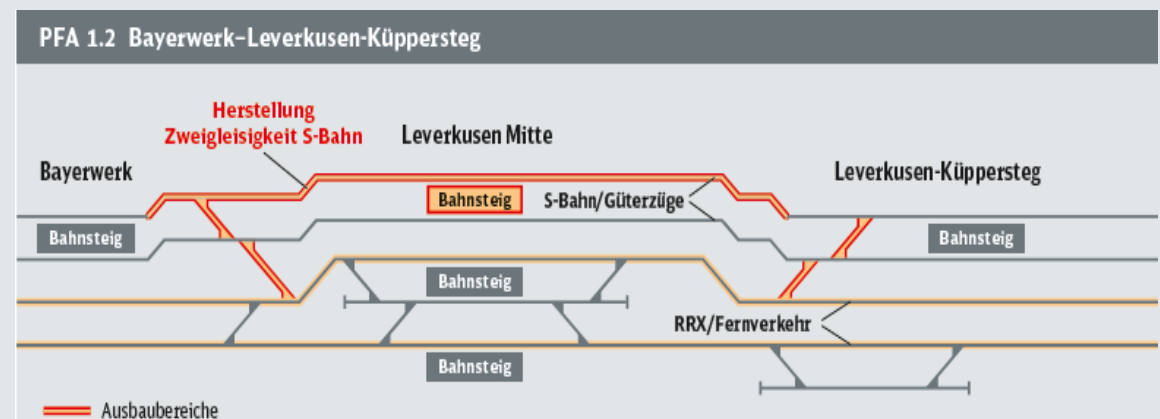 PFA 1.2 Bayerwerk–Leverkusen-Küppersteg
Herstellung
Zweigleisigkeit S-Bahn
Leverkusen Mitte
Bayerwerk
Leverkusen-Küppersteg
Bahnsteig
S-Bahn/Güterzüge
Bahnsteig
Bahnsteig
Bahnsteig
RRX/Fernverkehr
Bahnsteig
Ausbaubereiche